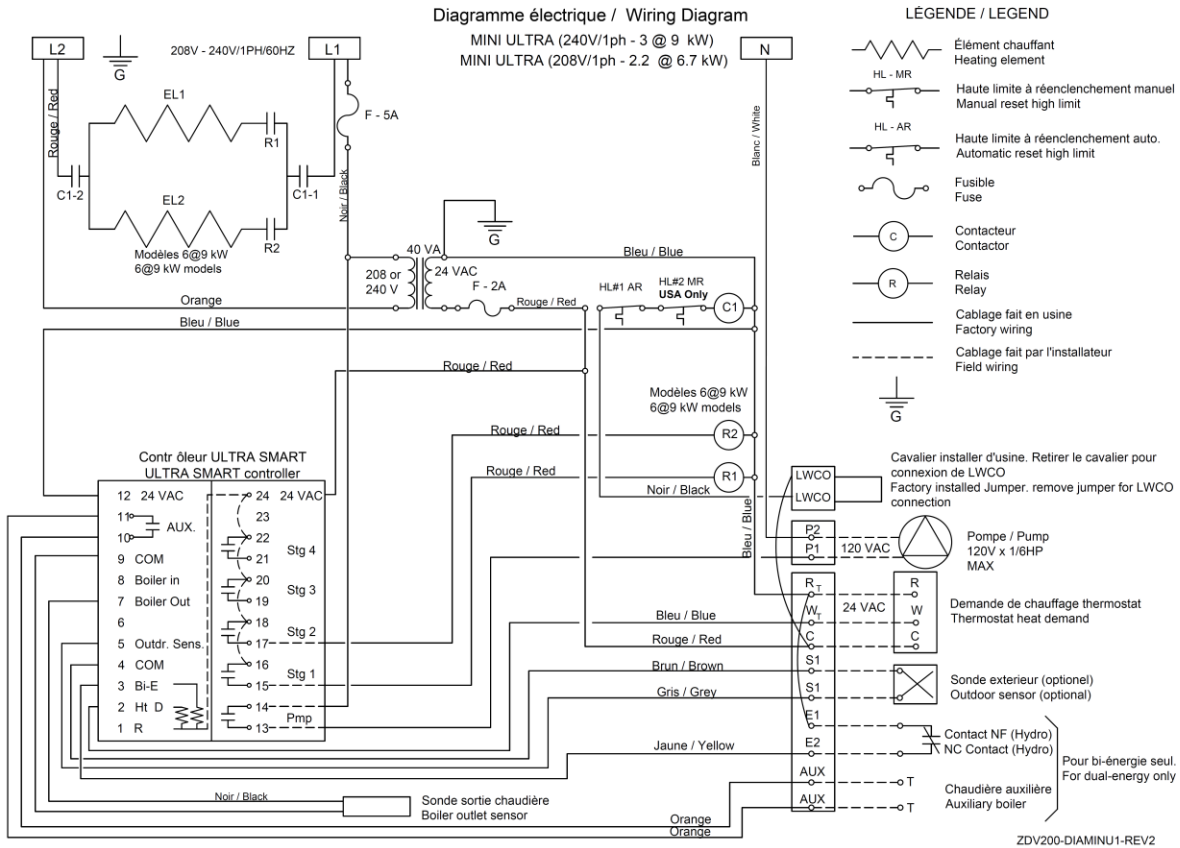 Diagramme électrique / Wiring Diagram
MINI ULTRA (240V/1ph - 3 @ 9 kW)
MINI ULTRA (208V/1ph - 2.2 @ 6.7 kW)
L2
G
208V - 240V/1PH/60HZ
L1
N
Rouge / Red
EL1
R1
F - 5A
C1-2
C1-1
EL2
R2
Modèles 6@9 kW
6@9 kW models
Noir / Black
Blanc / White
G
40 VA
208 or
240 V
24 VAC
F - 2A
Bleu / Blue
Orange
Rouge / Red
HL#1 AR
HL#2 MR
USA Only
C1
Bleu / Blue
Rouge / Red
Modèles 6@9 kW
6@9 kW models
Rouge / Red
R2
Rouge / Red
R1
Noir / Black
Bleu / Blue
LÉGENDE / LEGEND
Élément chauffant
Heating element
HL - MR
Haute limite à réenclenchement manuel
Manual reset high limit
HL - AR
Haute limite à réenclenchement auto.
Automatic reset high limit
Fusible
Fuse
C
Contacteur
Contactor
R
Relais
Relay
Cablage fait en usine
Factory wiring
Cablage fait par l'installateur
Field wiring
G
Contr ôleur ULTRA SMART
ULTRA SMART controller
12 24 VAC
11
10
AUX.
9 COM
8 Boiler in
7 Boiler Out
6
5 Outdr. Sens.
4 COM
3 Bi-E
2 Ht D
1 R
24 24 VAC
23
22
21
Stg 4
20
19
Stg 3
18
17
Stg 2
16
15
Stg 1
14
13
Pmp
LWCO
LWCO
Cavalier installer d'usine. Retirer le cavalier pour
connexion de LWCO
Factory installed Jumper. remove jumper for LWCO
connection
P2
P1
120 VAC
Pompe / Pump
120V x 1/6HP
MAX
RT
WT
C
24 VAC
R
W
C
Demande de chauffage thermostat
Thermostat heat demand
Bleu / Blue
Rouge / Red
Brun / Brown
S1
Gris / Grey
S1
Sonde exterieur (optionel)
Outdoor sensor (optional)
E1
Jaune / Yellow
E2
Contact NF (Hydro)
NC Contact (Hydro)
AUX
T
AUX
T
Chaudière auxilière
Auxiliary boiler
Pour bi-énergie seul.
For dual-energy only
Noir / Black
Sonde sortie chaudière
Boiler outlet sensor
Orange
Orange
ZDV200-DIAMINU1-REV2